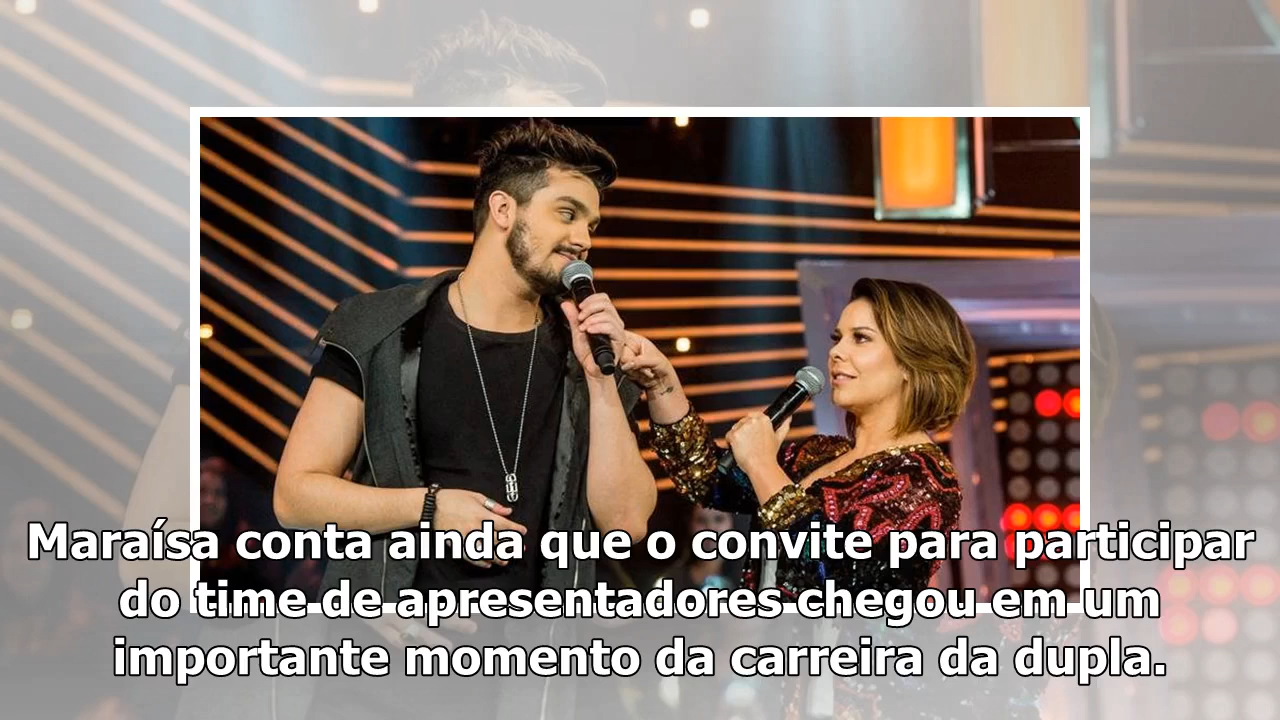 Maraísa conta ainda que o convite para participar
do time de apresentadores chegou em um
importante momento da carreira da dupla.